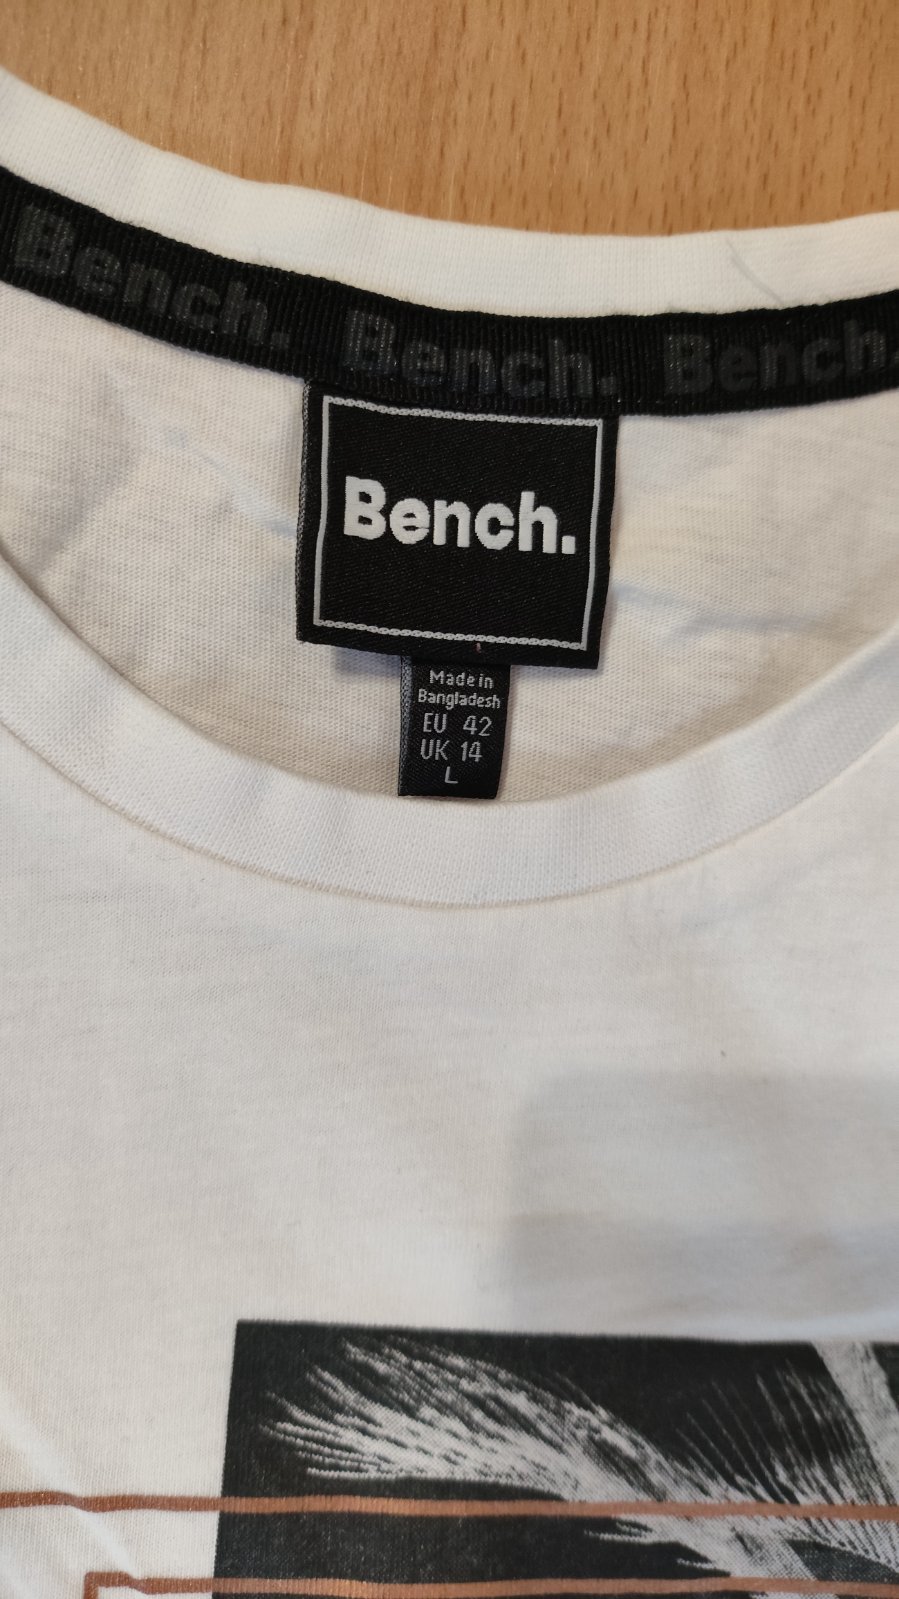 Bench. Bench. Bench.
Bench.
Made in
Bangladesh
EU 42
UK 14
L